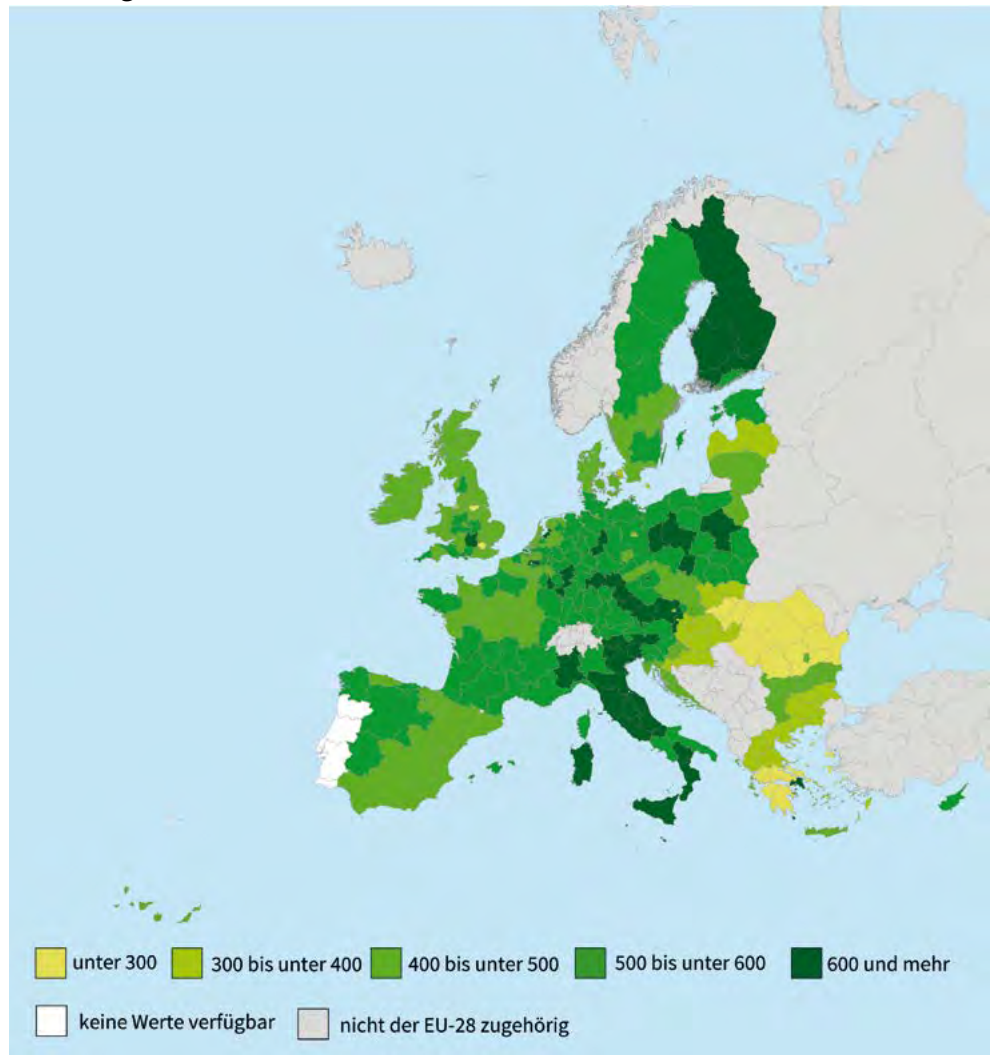 unter 300
300 bis unter 400
400 bis unter 500
500 bis unter 600
600 und mehr
keine Werte verfügbar
nicht der EU-28 zugehörig